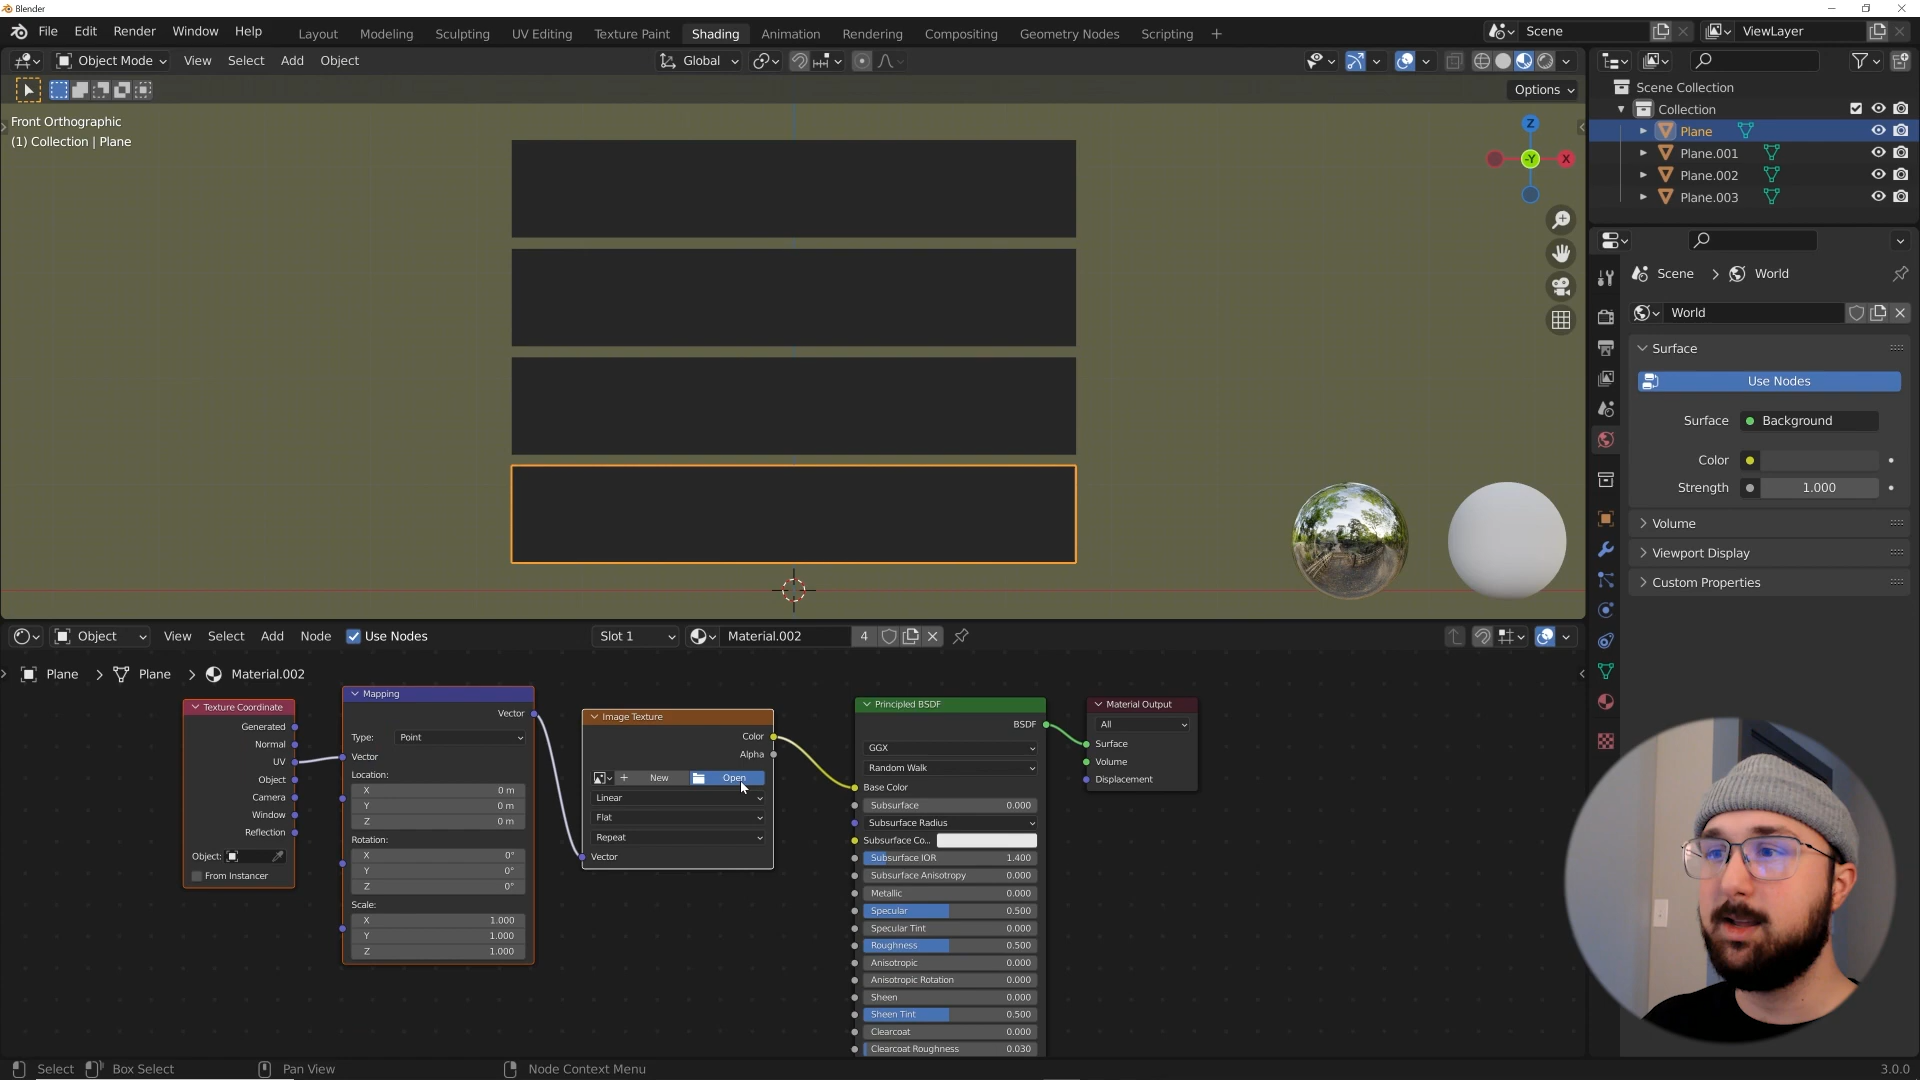 Blender
File Edit Render Window Help
Layout Modeling Sculpting UV Editing Texture Paint Shading Animation Rendering Compositing Geometry Nodes Scripting +
Scene
ViewLayer
Object Mode View Select Add Object
Global
Options
Front Orthographic
(1) Collection | Plane
Z
-Y
X
Scene Collection
Collection
Plane
Plane.001
Plane.002
Plane.003
Scene > World
World
Surface
Use Nodes
Surface Background
Color
Strength 1.000
Volume
Viewport Display
Custom Properties
Object View Select Add Node Use Nodes
Slot 1
Material.002
4
Plane > Plane > Material.002
Texture Coordinate
Generated
Normal
UV
Object
Camera
Window
Reflection
Object:
From Instancer
Mapping
Vector
Type: Point
Vector
Location:
X 0 m
Y 0 m
Z 0 m
Rotation:
X 0°
Y 0°
Z 0°
Scale:
X 1.000
Y 1.000
Z 1.000
Image Texture
Color
Alpha
+ New Open
Linear
Flat
Repeat
Vector
Principled BSDF
BSDF
GGX
Random Walk
Base Color
Subsurface 0.000
Subsurface Radius
Subsurface Co...
Subsurface IOR 1.400
Subsurface Anisotropy 0.000
Metallic 0.000
Specular 0.500
Specular Tint 0.000
Roughness 0.500
Anisotropic 0.000
Anisotropic Rotation 0.000
Sheen 0.000
Sheen Tint 0.500
Clearcoat 0.000
Clearcoat Roughness 0.030
Material Output
All
Surface
Volume
Displacement
Select Box Select Pan View Node Context Menu
3.0.0